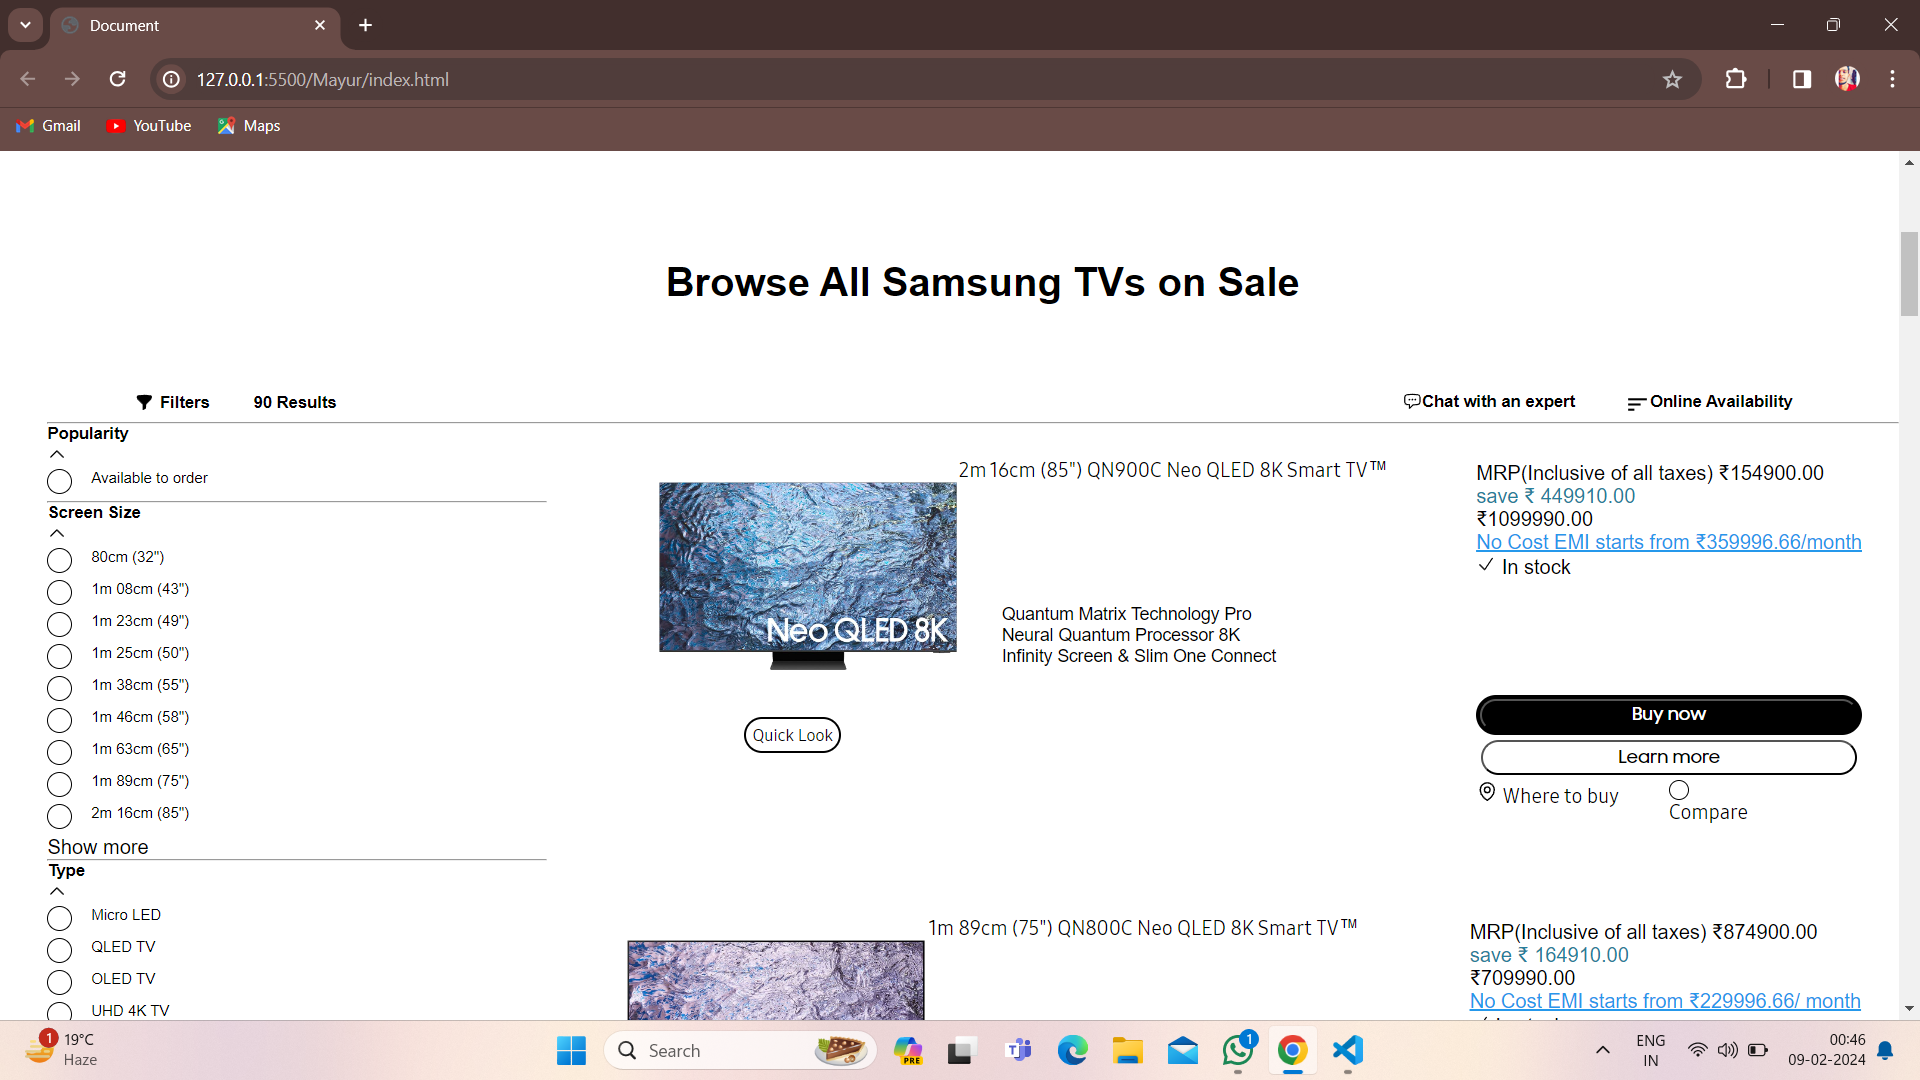 Document
127.0.0.1:5500/Mayur/index.html
Gmail YouTube Maps
Browse All Samsung TVs on Sale
Filters 90 Results Chat with an expert Online Availability
Popularity
Available to order
Screen Size
80cm (32")
1m 08cm (43")
1m 23cm (49")
1m 25cm (50")
1m 38cm (55")
1m 46cm (58")
1m 63cm (65")
1m 89cm (75")
2m 16cm (85")
Show more
Type
Micro LED
QLED TV
OLED TV
UHD 4K TV
2m 16cm (85") QN900C Neo QLED 8K Smart TV™
Neo QLED 8K
Quantum Matrix Technology Pro
Neural Quantum Processor 8K
Infinity Screen & Slim One Connect
Quick Look
MRP(Inclusive of all taxes) ₹154900.00
save ₹ 449910.00
₹1099990.00
No Cost EMI starts from ₹359996.66/month
In stock
Buy now
Learn more
Where to buy
Compare
1m 89cm (75") QN800C Neo QLED 8K Smart TV™
MRP(Inclusive of all taxes) ₹874900.00
save ₹ 164910.00
₹709990.00
No Cost EMI starts from ₹229996.66/ month
1
19°C
Haze
Search
PRE
1
ENG
IN
00:46
09-02-2024